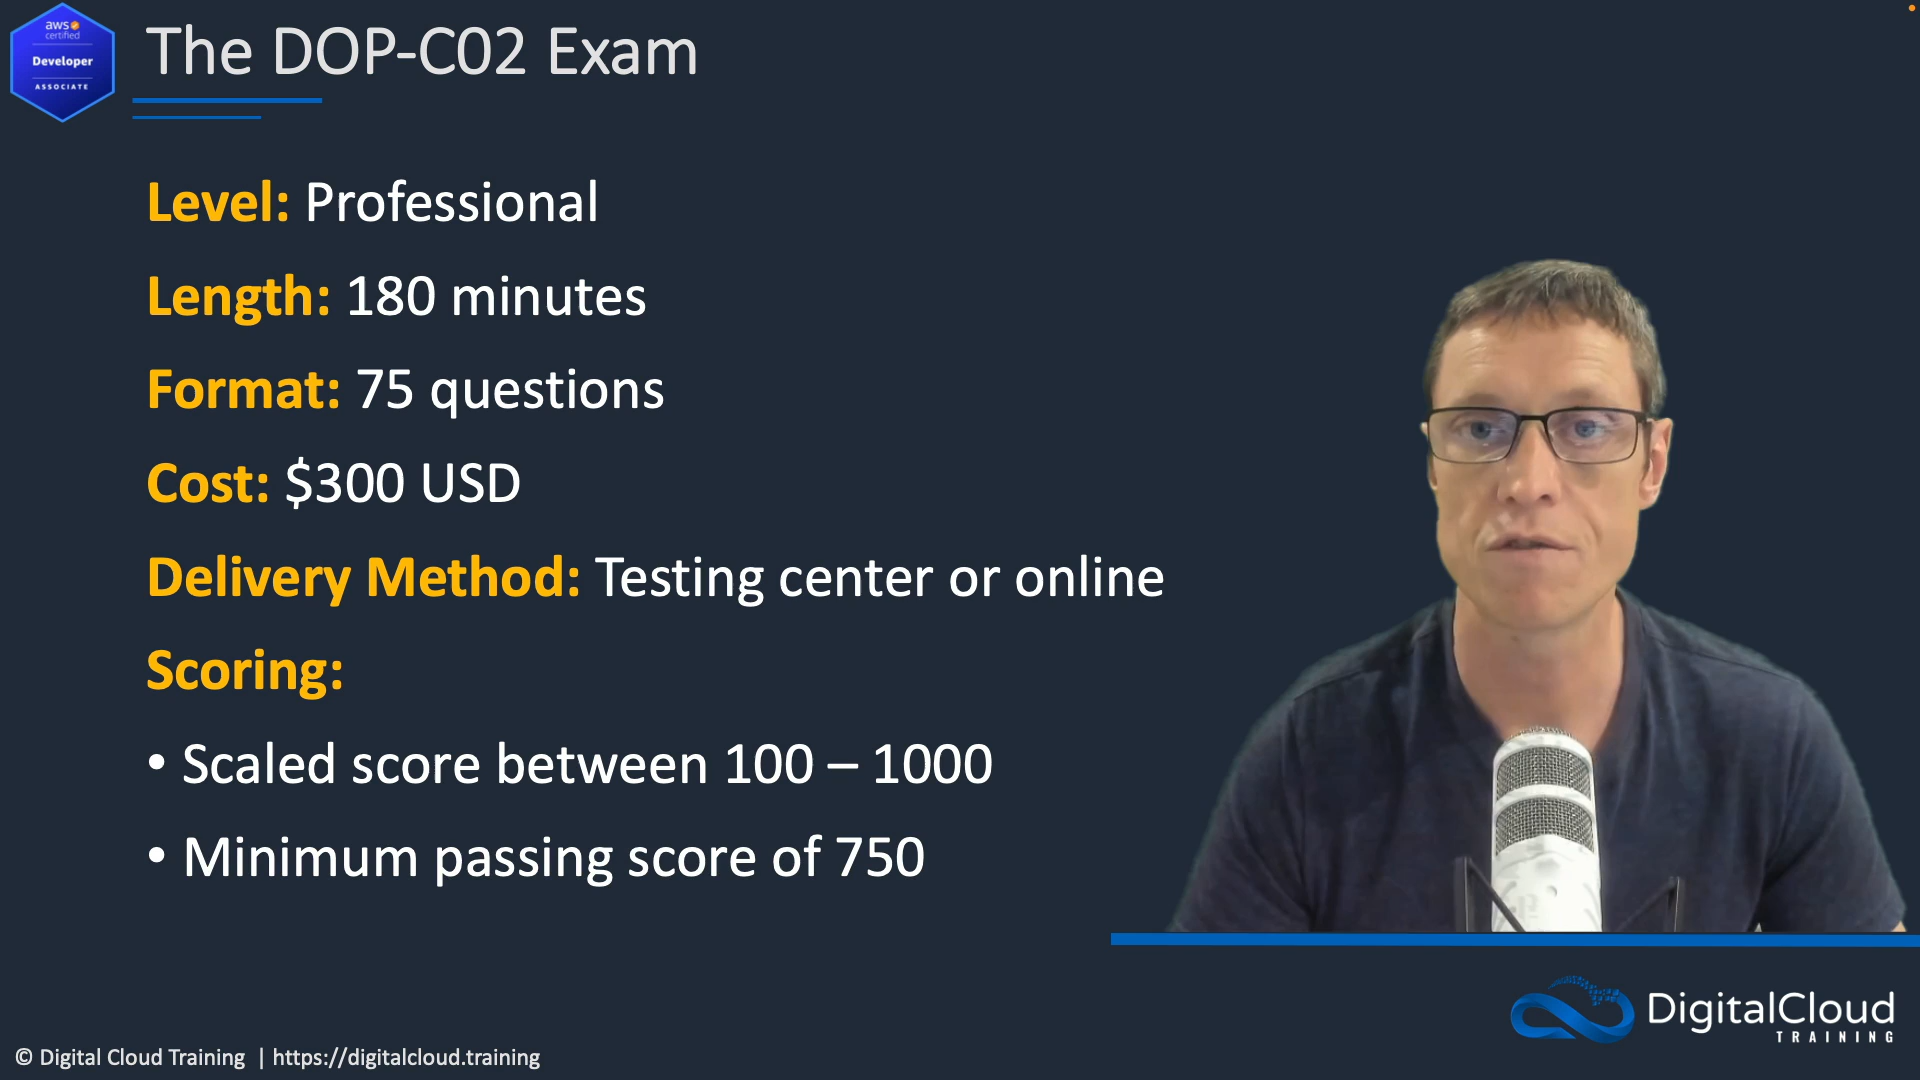 aws
certified
Developer
ASSOCIATE
The DOP-C02 Exam
Level: Professional
Length: 180 minutes
Format: 75 questions
Cost: $300 USD
Delivery Method: Testing center or online
Scoring:
• Scaled score between 100 – 1000
• Minimum passing score of 750
DigitalCloud
TRAINING
© Digital Cloud Training | https://digitalcloud.training